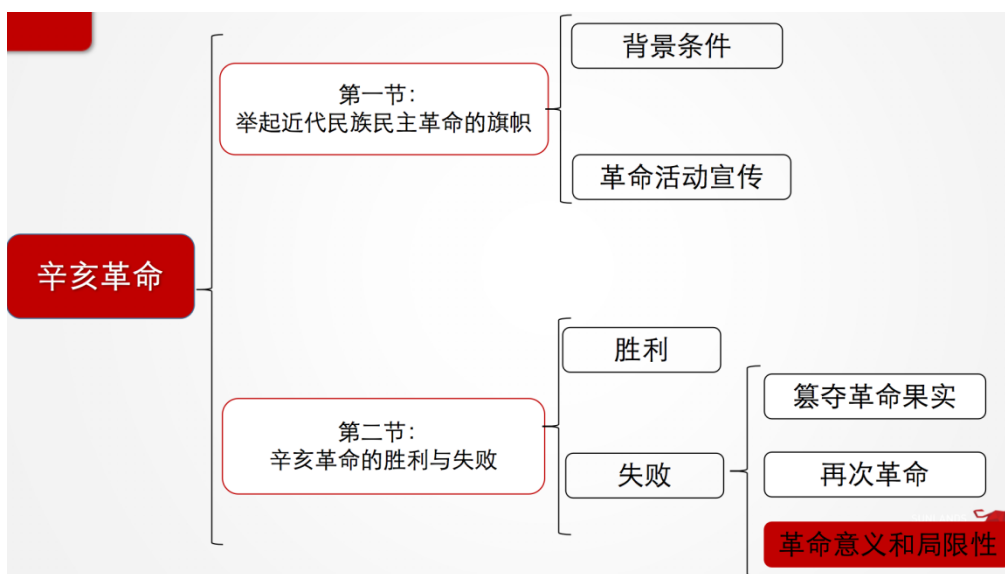 背景条件
第一节：
举起近代民族民主革命的旗帜
革命活动宣传
辛亥革命
胜利
篡夺革命果实
第二节：
辛亥革命的胜利与失败
失败
再次革命
革命意义和局限性